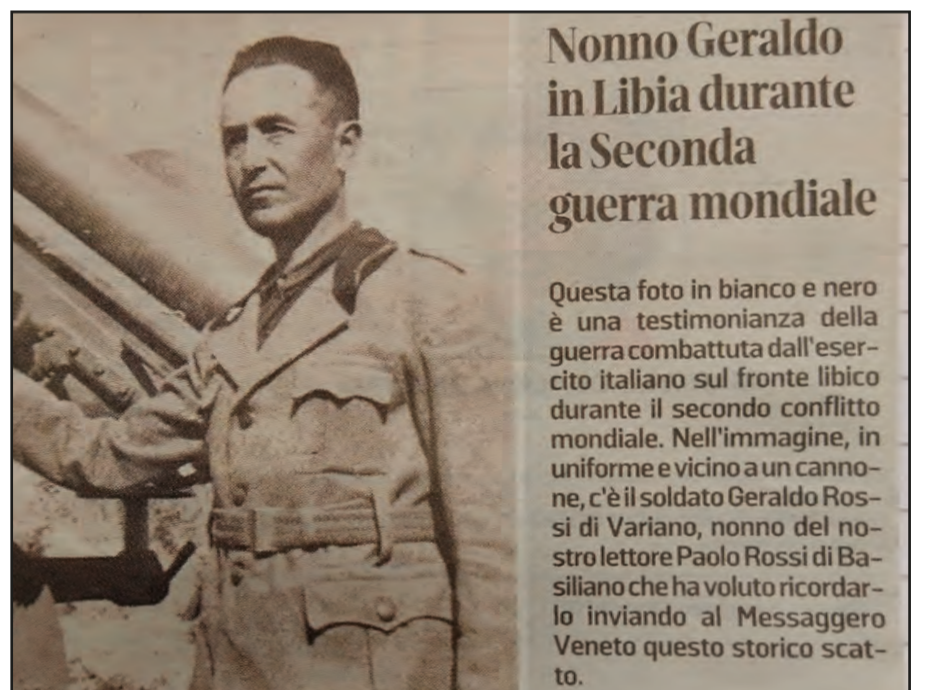 Nonno Geraldo
in Libia durante
la Seconda
guerra mondiale
Questa foto in bianco e nero
è una testimonianza della
guerra combattuta dall'eser-
cito italiano sul fronte libico
durante il secondo conflitto
mondiale. Nell'immagine, in
uniforme e vicino a un canno-
ne, c'è il soldato Geraldo Ros-
si di Variano, nonno del no-
stro lettore Paolo Rossi di Ba-
siliano che ha voluto ricordar-
lo inviando al Messaggero
Veneto questo storico scat-
to.